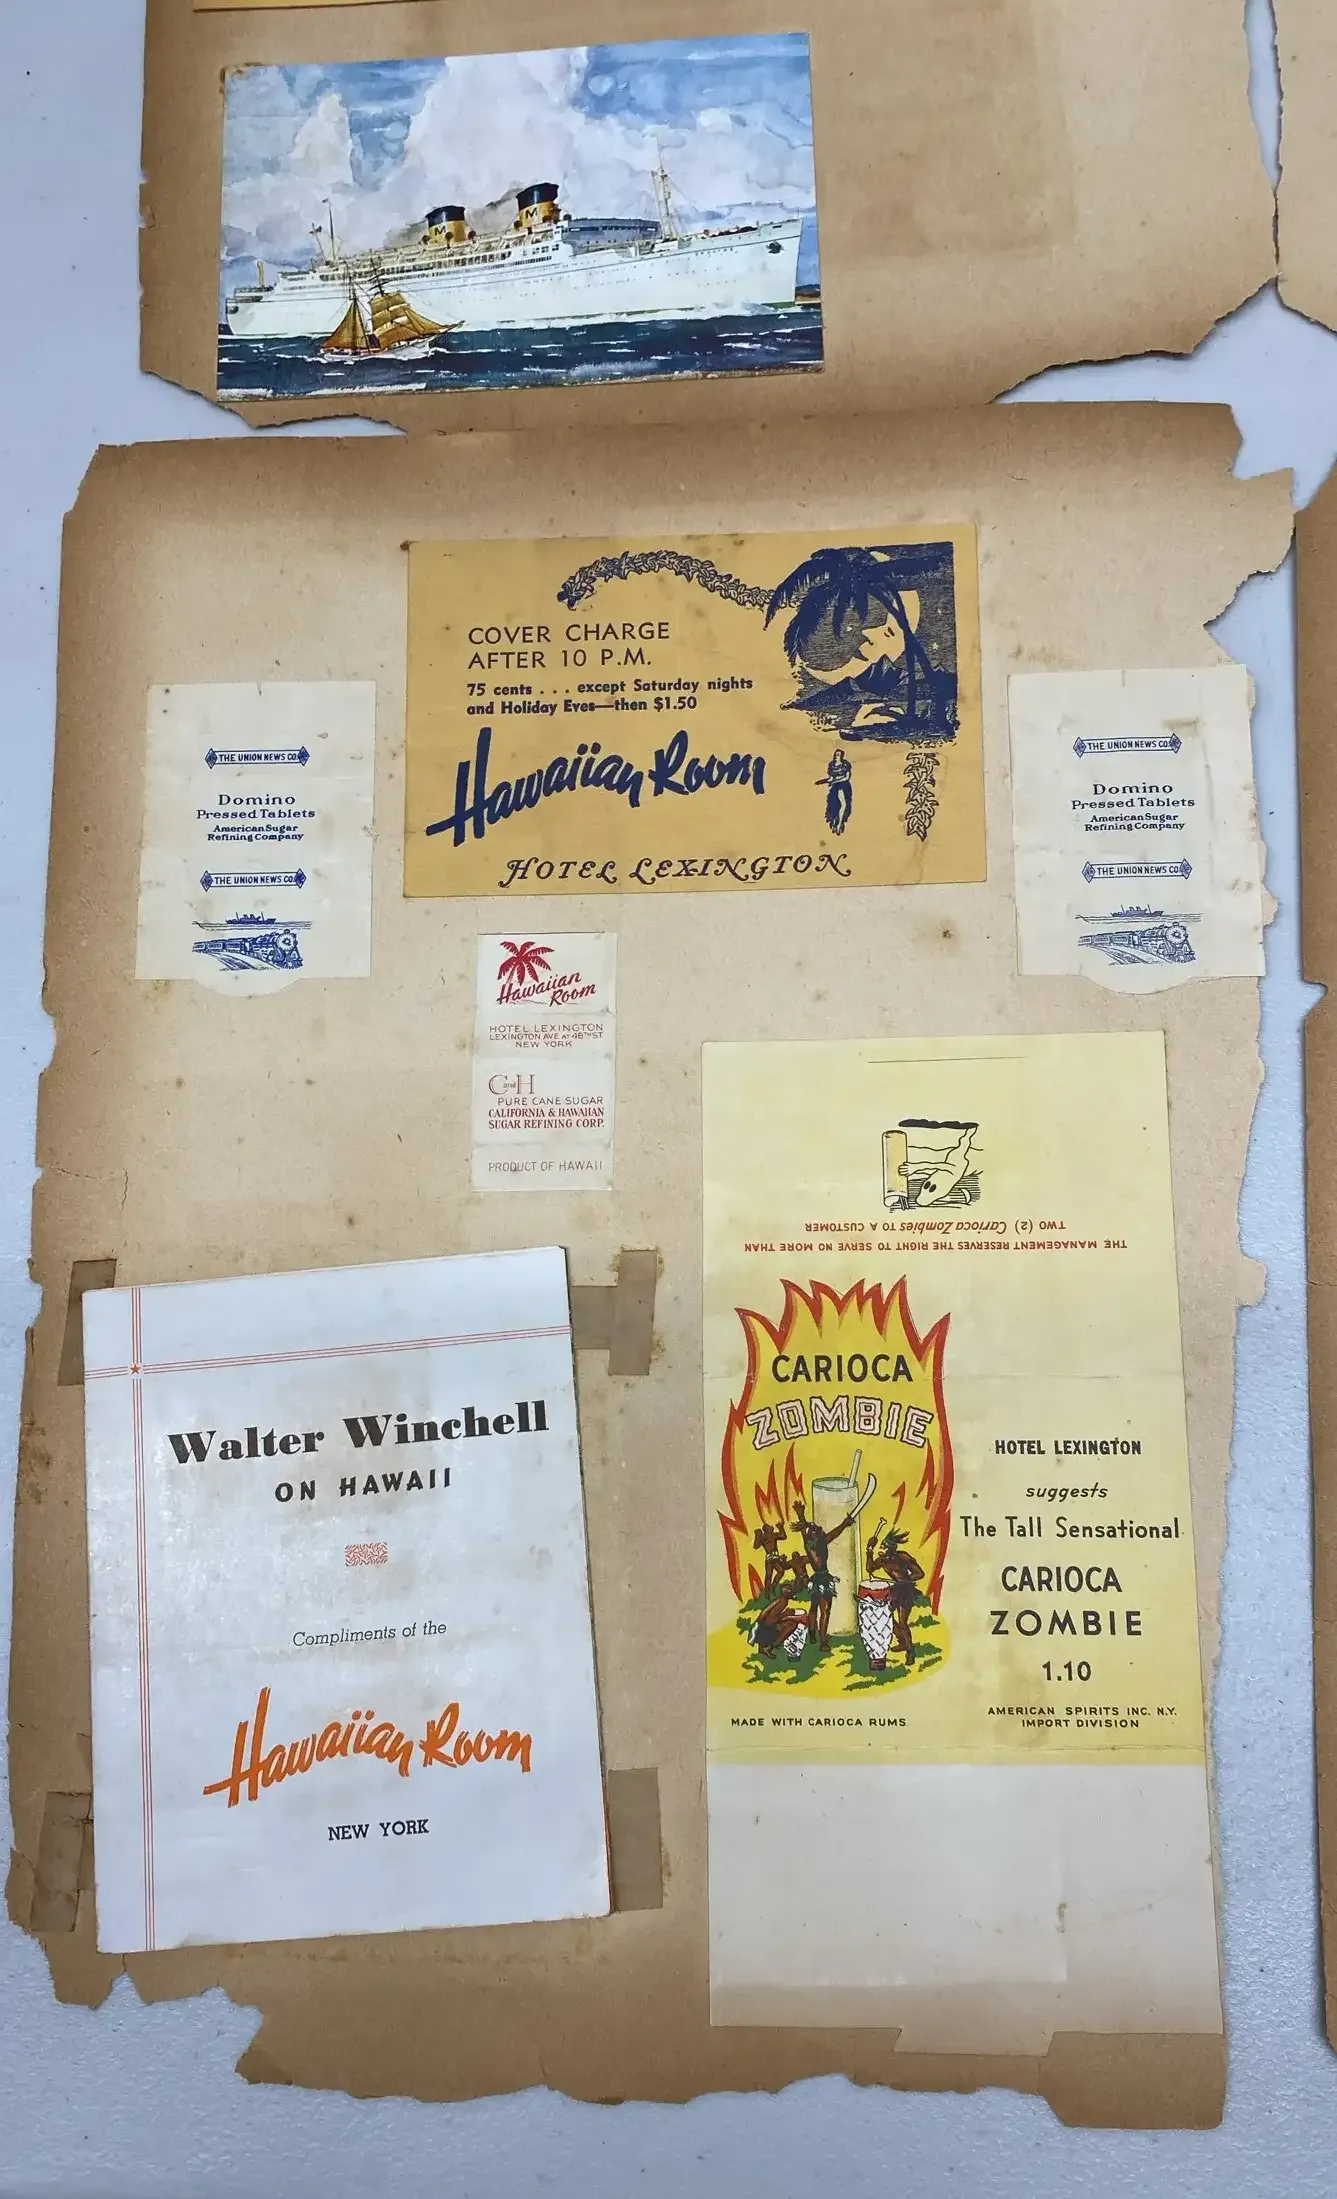 M
M
COVER CHARGE
AFTER 10 P.M.
75 cents . . . except Saturday nights
and Holiday Eves—then $1.50
Hawaiian Room
HOTEL LEXINGTON
THE UNION NEWS CO.
Domino
Pressed Tablets
American Sugar
Refining Company
THE UNION NEWS CO.
THE UNION NEWS CO.
Domino
Pressed Tablets
American Sugar
Refining Company
THE UNION NEWS CO.
Hawaiian
Room
HOTEL LEXINGTON
LEXINGTON AVE AT 48TH ST
NEW YORK
C and H
PURE CANE SUGAR
CALIFORNIA & HAWAIIAN
SUGAR REFINING CORP.
PRODUCT OF HAWAII
Walter Winchell
ON HAWAII
Compliments of the
Hawaiian Room
NEW YORK
THE MANAGEMENT RESERVES THE RIGHT TO SERVE NO MORE THAN
TWO (2) Carioca Zombies TO A CUSTOMER
CARIOCA
ZOMBIE
MADE WITH CARIOCA RUMS
HOTEL LEXINGTON
suggests
The Tall Sensational
CARIOCA
ZOMBIE
1.10
AMERICAN SPIRITS INC. N.Y.
IMPORT DIVISION